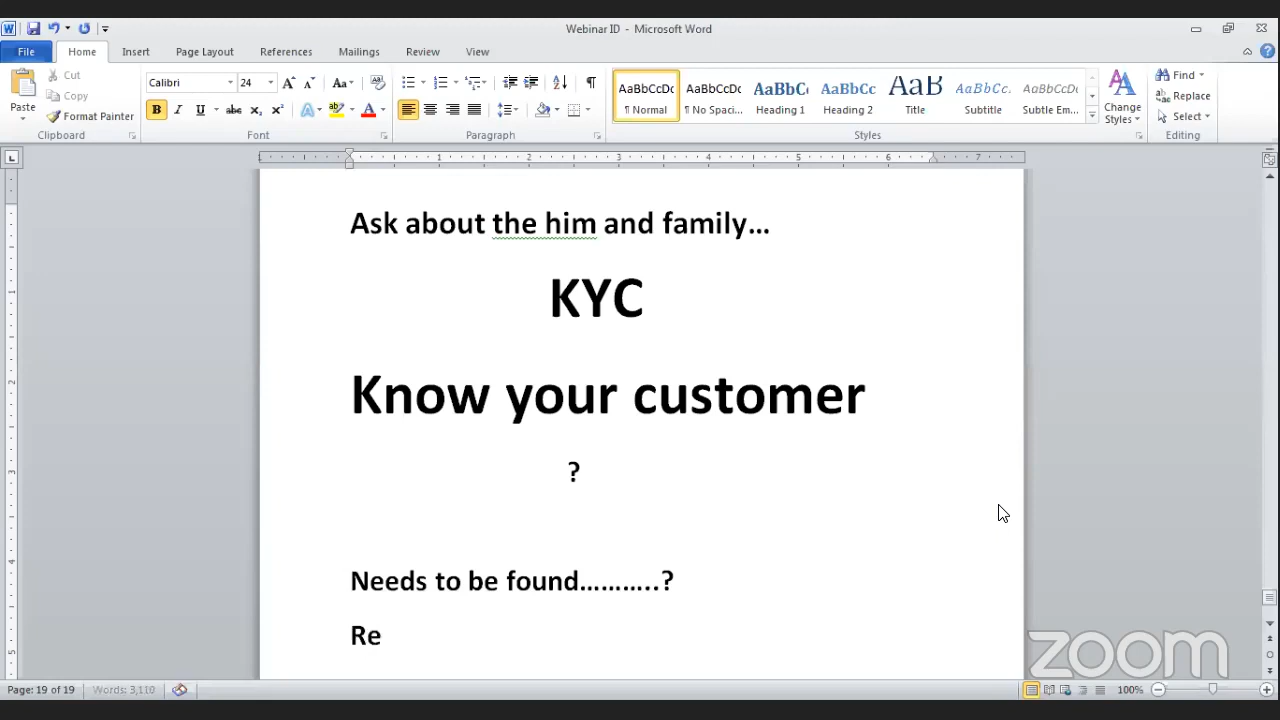 Webinar ID - Microsoft Word
File Home Insert Page Layout References Mailings Review View
Paste Cut Copy Format Painter
Calibri 24
AaBbCcDc AaBbCcDc AaBbCc AaBbCc AaB AaBbCc. AaBbCcDc
¶ Normal ¶ No Spaci... Heading 1 Heading 2 Title Subtitle Subtle Em...
Change Styles
Find Replace Select
Clipboard Font Paragraph Styles Editing
Ask about the him and family...
KYC
Know your customer
?
Needs to be found………..?
Re
zoom
Page: 19 of 19 Words: 3,110 100%